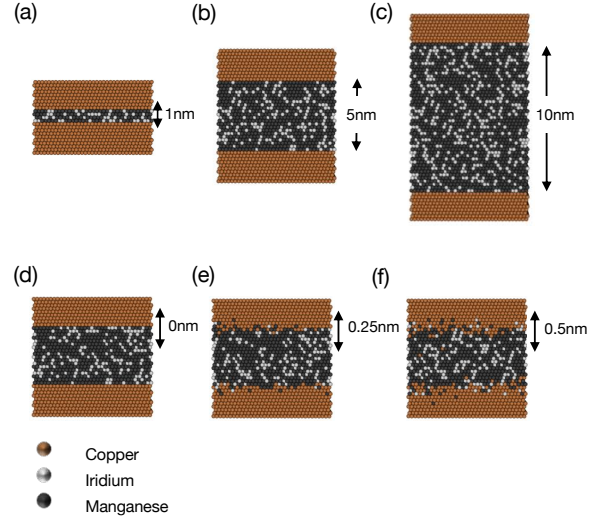 (a)
(b)
(c)
1nm
5nm
10nm
(d)
(e)
(f)
0nm
0.25nm
0.5nm
Copper
Iridium
Manganese